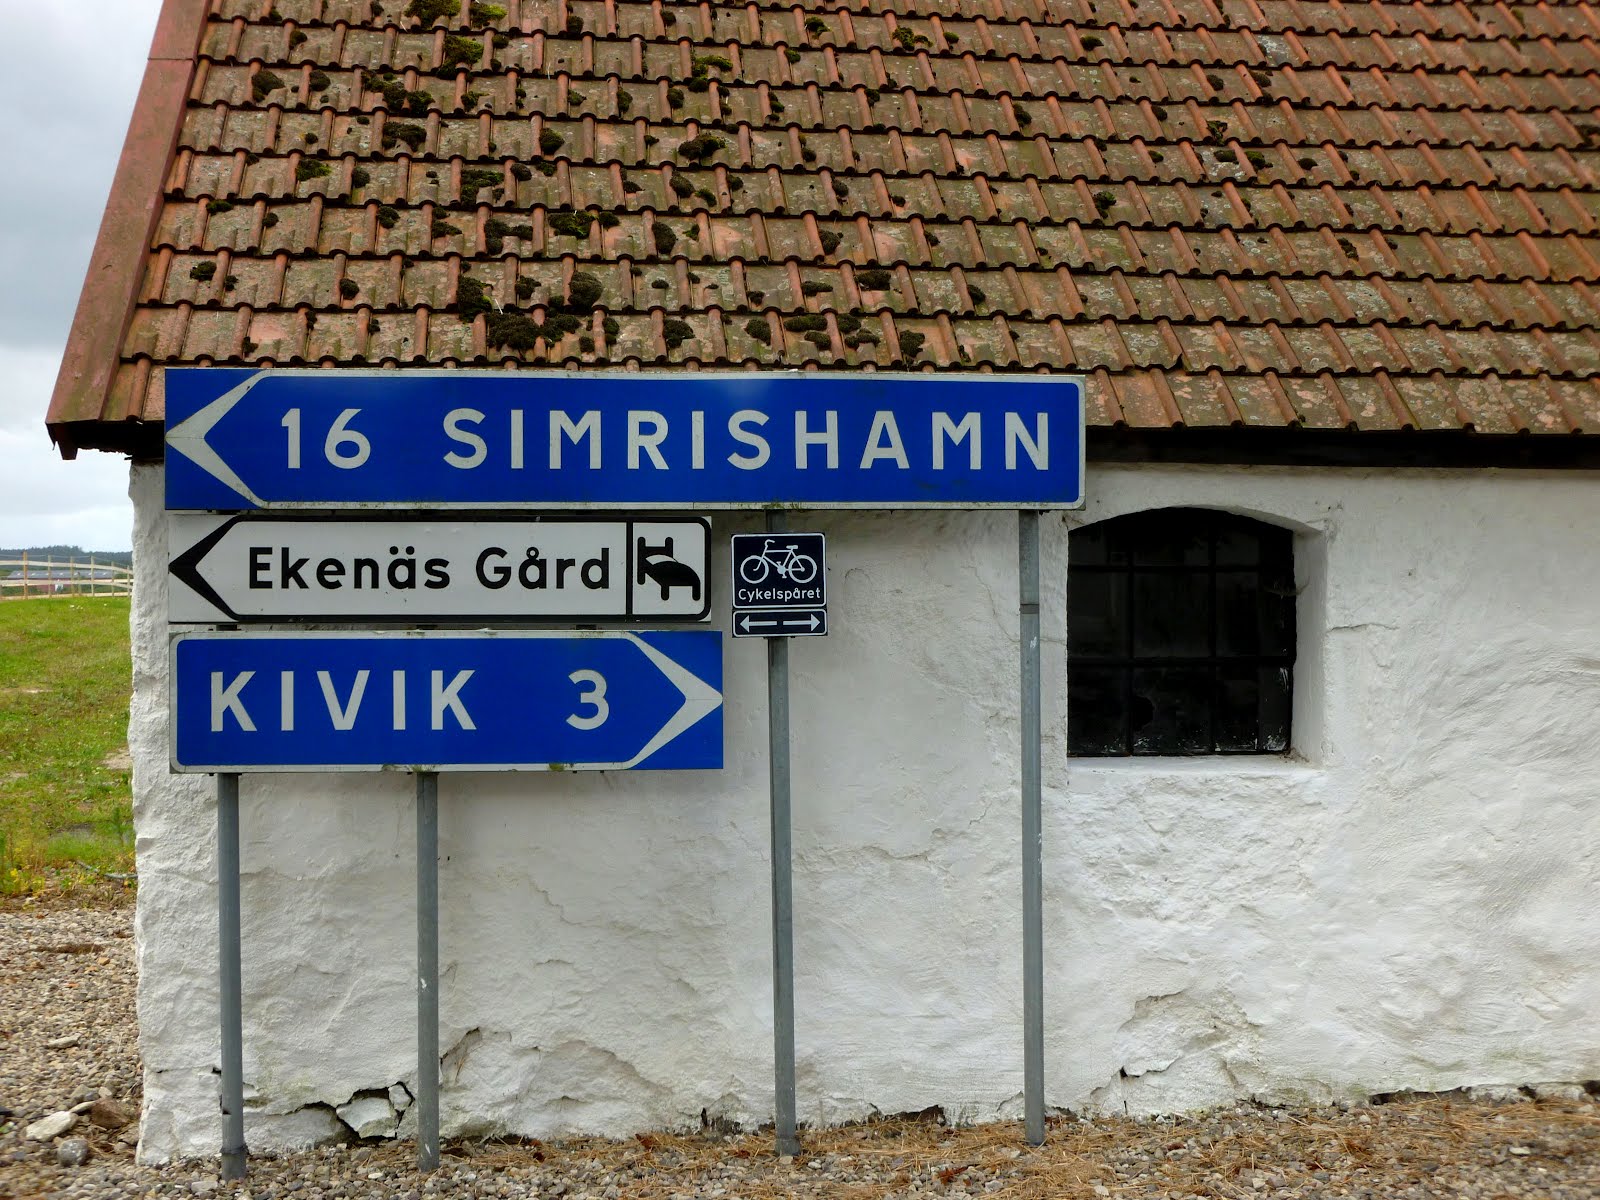 16 SIMRISHAMN
Ekenäs Gård
Cykelspåret
KIVIK 3